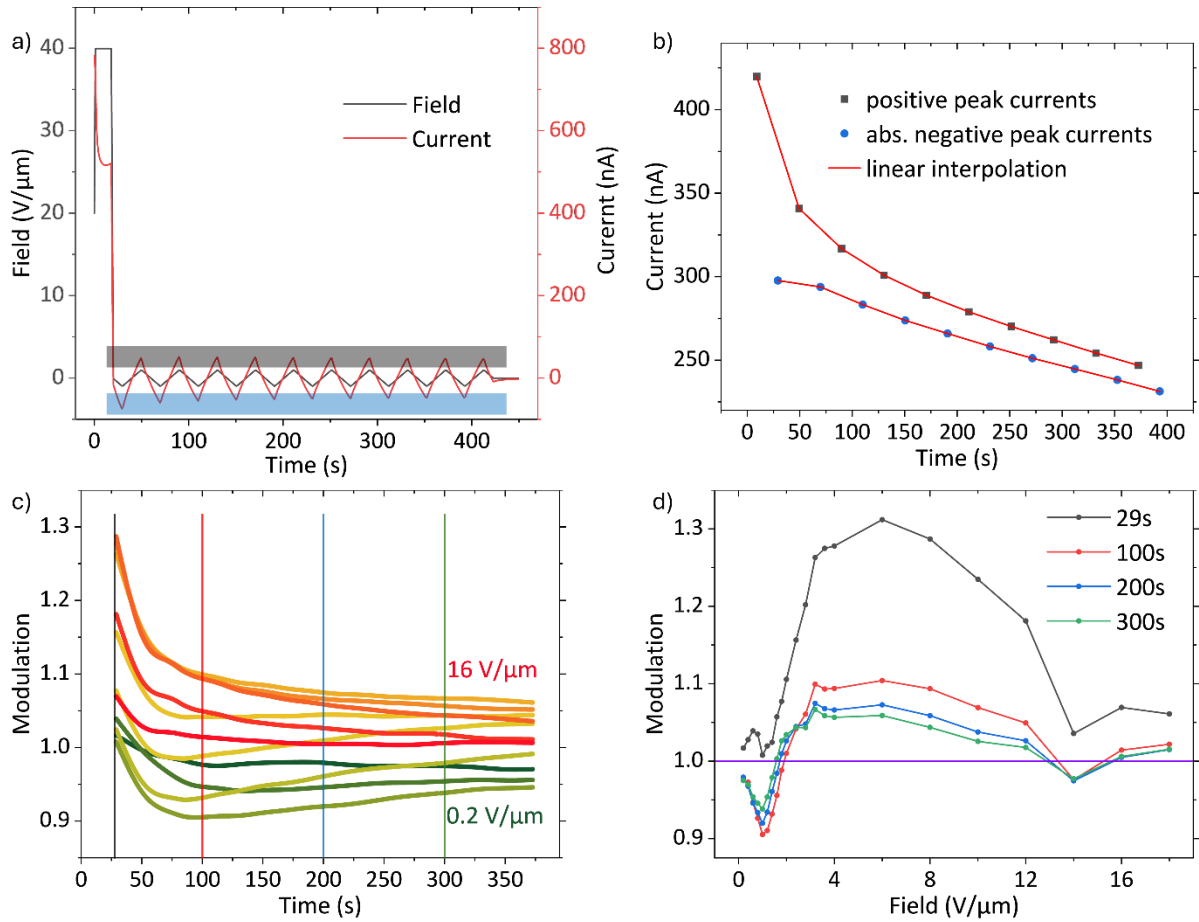 a)
40
30
20
10
0
Field (V/μm)
800
600
400
200
0
Curernt (nA)
Field
Current
0 100 200 300 400
Time (s)
b)
400
350
300
250
Current (nA)
positive peak currents
abs. negative peak currents
linear interpolation
0 50 100 150 200 250 300 350 400
Time (s)
c)
1.3
1.2
1.1
1.0
0.9
Modulation
16 V/μm
0.2 V/μm
0 50 100 150 200 250 300 350
Time (s)
d)
1.3
1.2
1.1
1.0
0.9
Modulation
29s
100s
200s
300s
0 4 8 12 16
Field (V/μm)